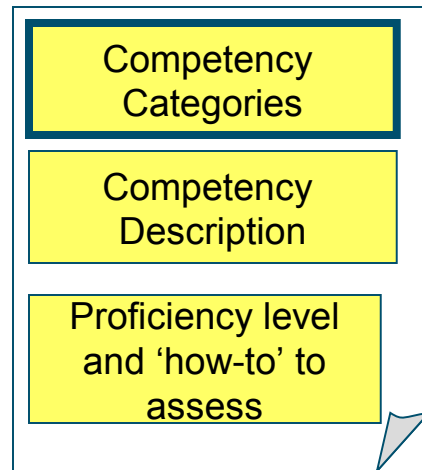 Competency
Categories
Competency
Description
Proficiency level
and ‘how-to’ to
assess